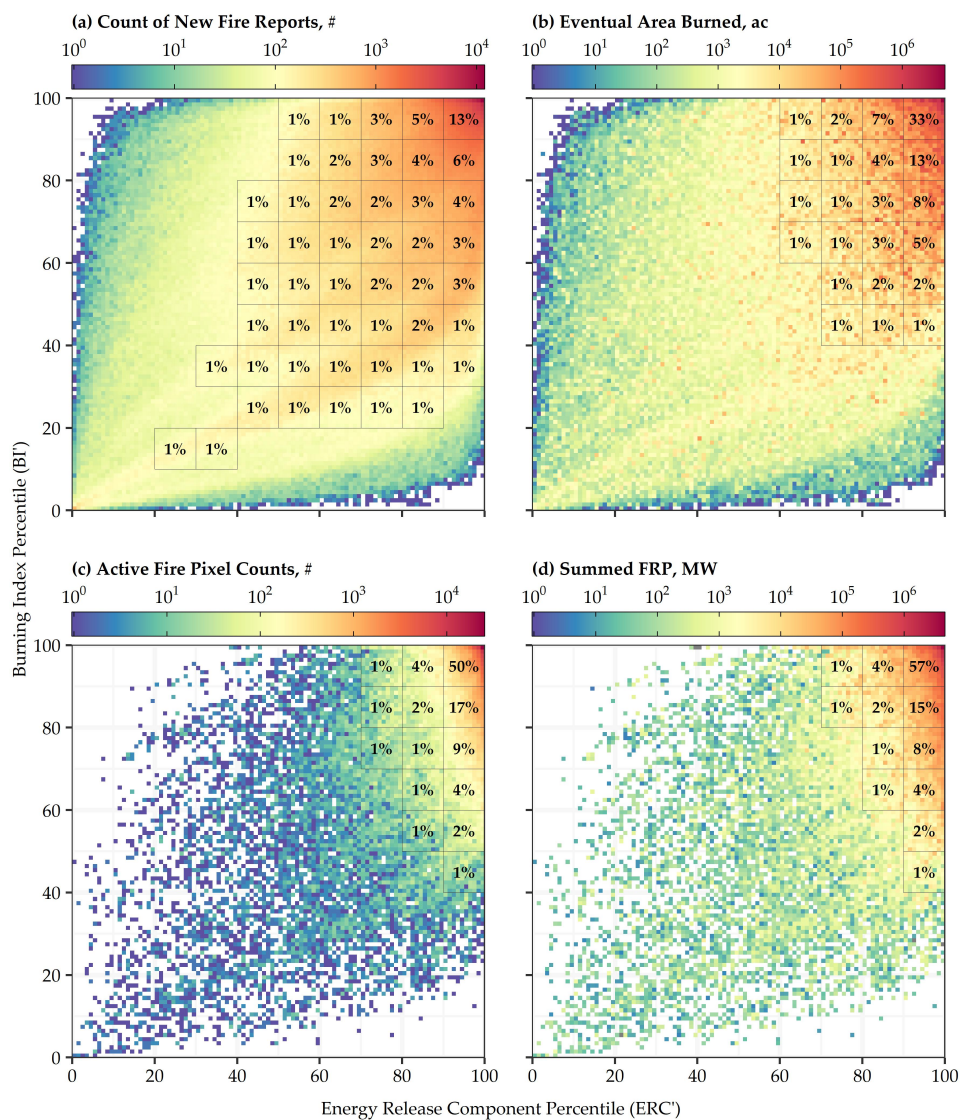 (a) Count of New Fire Reports, # (b) Eventual Area Burned, ac
10⁰ 10¹ 10² 10³ 10⁴ 10⁰ 10¹ 10² 10³ 10⁴ 10⁵ 10⁶
100
1% 1% 3% 5% 13% 1% 2% 7% 33%
1% 2% 3% 4% 6% 1% 1% 4% 13%
80
1% 1% 2% 2% 3% 4% 1% 1% 3% 8%
1% 1% 1% 2% 2% 3% 1% 1% 3% 5%
60
1% 1% 1% 2% 2% 3% 1% 2% 2%
1% 1% 1% 1% 2% 1% 1% 1% 1%
40
1% 1% 1% 1% 1% 1% 1%
1% 1% 1% 1% 1%
20
1% 1%
0
Burning Index Percentile (BI')
(c) Active Fire Pixel Counts, # (d) Summed FRP, MW
10⁰ 10¹ 10² 10³ 10⁴ 10⁰ 10¹ 10² 10³ 10⁴ 10⁵ 10⁶
100
1% 4% 50% 1% 4% 57%
1% 2% 17% 1% 2% 15%
80
1% 1% 9% 1% 8%
1% 4% 1% 4%
60
1% 2% 2%
1% 1%
40
20
0
0 20 40 60 80 100 0 20 40 60 80 100
Energy Release Component Percentile (ERC')